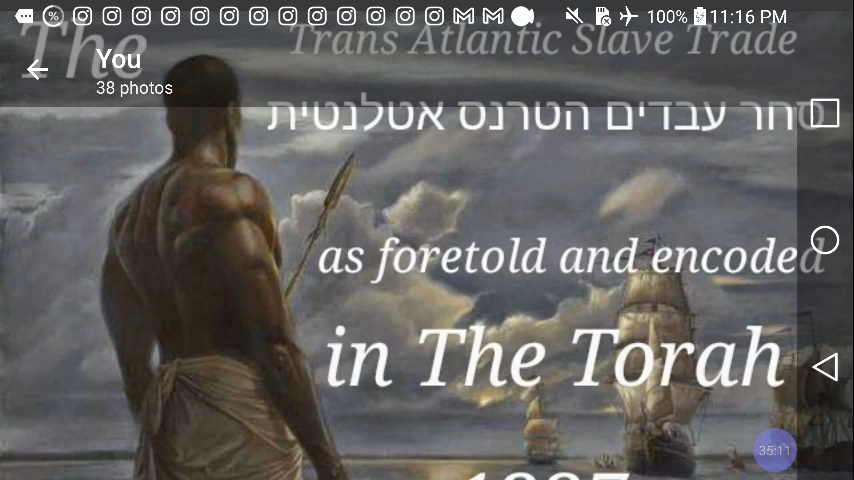 100% 11:16 PM
The Trans Atlantic Slave Trade
You
38 photos
סחר עבדים הטרנס אטלנטית
as foretold and encoded
in The Torah
35:11